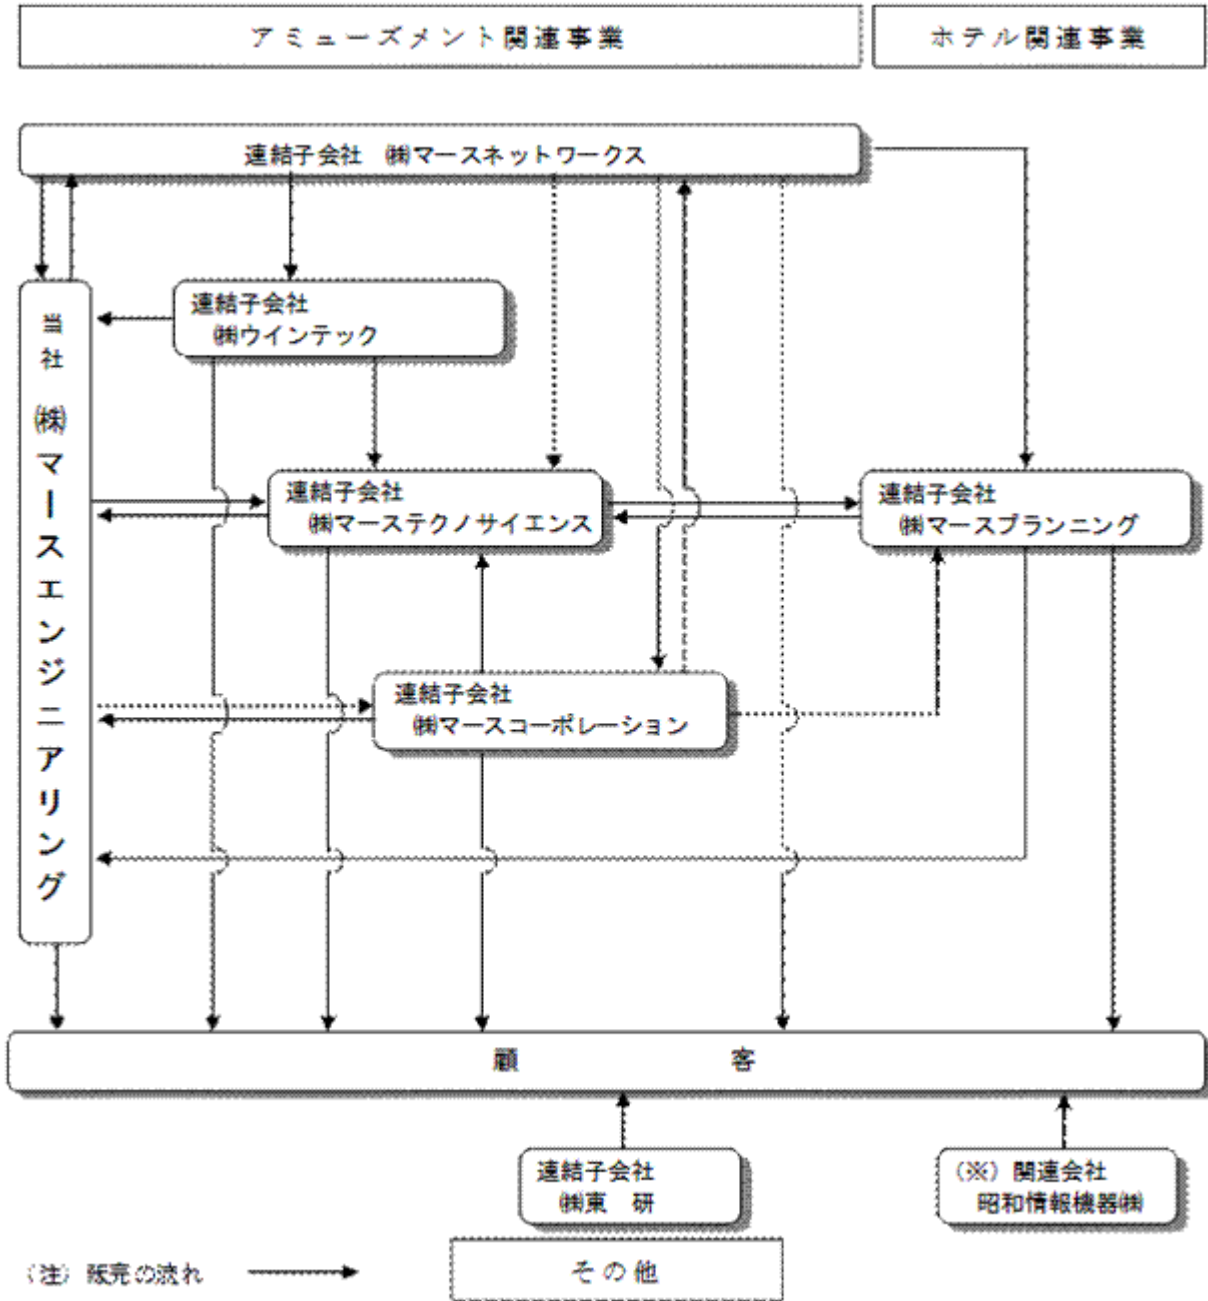 アミューズメント関連事業
ホテル関連事業
連結子会社 ㈱マースネットワークス
連結子会社
㈱ウインテック
当社 ㈱マースエンジニアリング
連結子会社
㈱マーステクノサイエンス
連結子会社
㈱マースプランニング
連結子会社
㈱マースコーポレーション
顧 客
連結子会社
㈱東 研
(※) 関連会社
昭和情報機器㈱
その他
(注) 販売の流れ